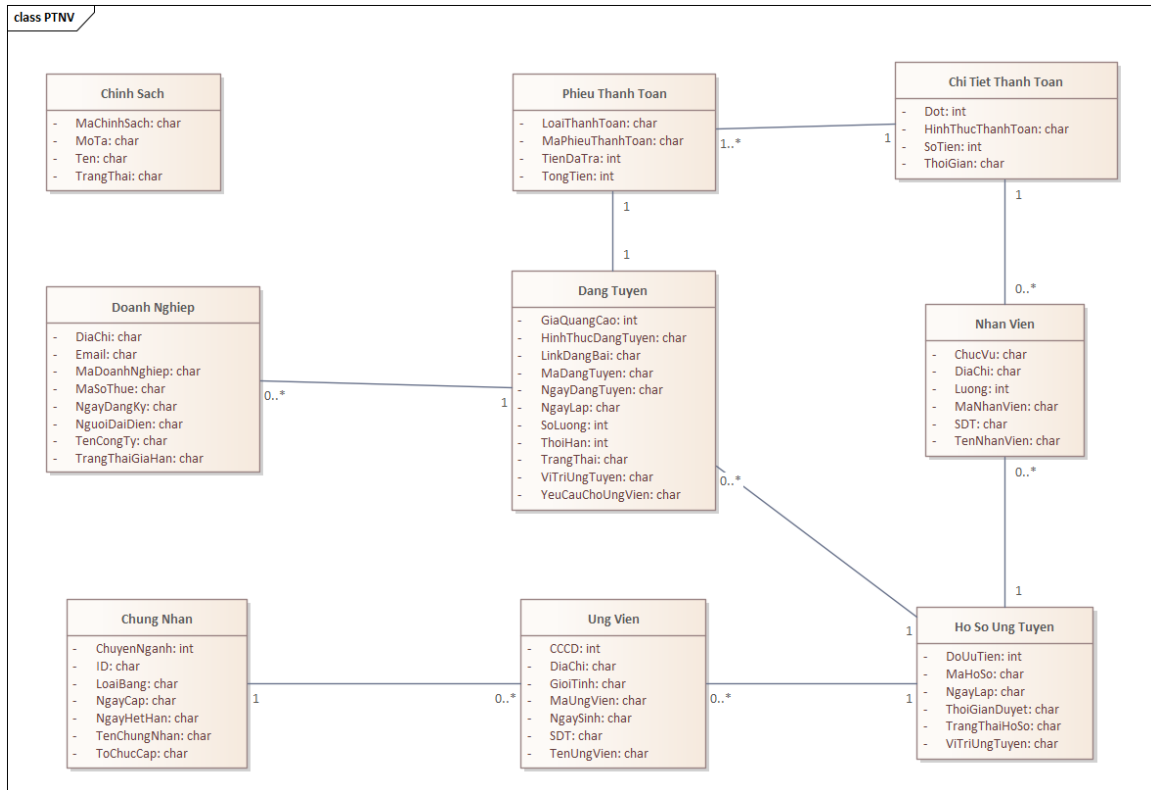 class PTNV
Chinh Sach
- MaChinhSach: char
- MoTa: char
- Ten: char
- TrangThai: char
Phieu Thanh Toan
- LoaiThanhToan: char
- MaPhieuThanhToan: char
- TienDaTra: int
- TongTien: int
Chi Tiet Thanh Toan
- Dot: int
- HinhThucThanhToan: char
- SoTien: int
- ThoiGian: char
1..*
1
1
1
1
0..*
Doanh Nghiep
- DiaChi: char
- Email: char
- MaDoanhNghiep: char
- MaSoThue: char
- NgayDangKy: char
- NguoiDaiDien: char
- TenCongTy: char
- TrangThaiGiaHan: char
0..*
1
Dang Tuyen
- GiaQuangCao: int
- HinhThucDangTuyen: char
- LinkDangBai: char
- MaDangTuyen: char
- NgayDangTuyen: char
- NgayLap: char
- SoLuong: int
- ThoiHan: int
- TrangThai: char
- ViTriUngTuyen: char
- YeuCauChoUngVien: char
Nhan Vien
- ChucVu: char
- DiaChi: char
- Luong: int
- MaNhanVien: char
- SDT: char
- TenNhanVien: char
0..*
0..*
1
1
Chung Nhan
- ChuyenNganh: int
- ID: char
- LoaiBang: char
- NgayCap: char
- NgayHetHan: char
- TenChungNhan: char
- ToChucCap: char
1
0..*
Ung Vien
- CCCD: int
- DiaChi: char
- GioiTinh: char
- MaUngVien: char
- NgaySinh: char
- SDT: char
- TenUngVien: char
0..*
1
Ho So Ung Tuyen
- DoUuTien: int
- MaHoSo: char
- NgayLap: char
- ThoiGianDuyet: char
- TrangThaiHoSo: char
- ViTriUngTuyen: char